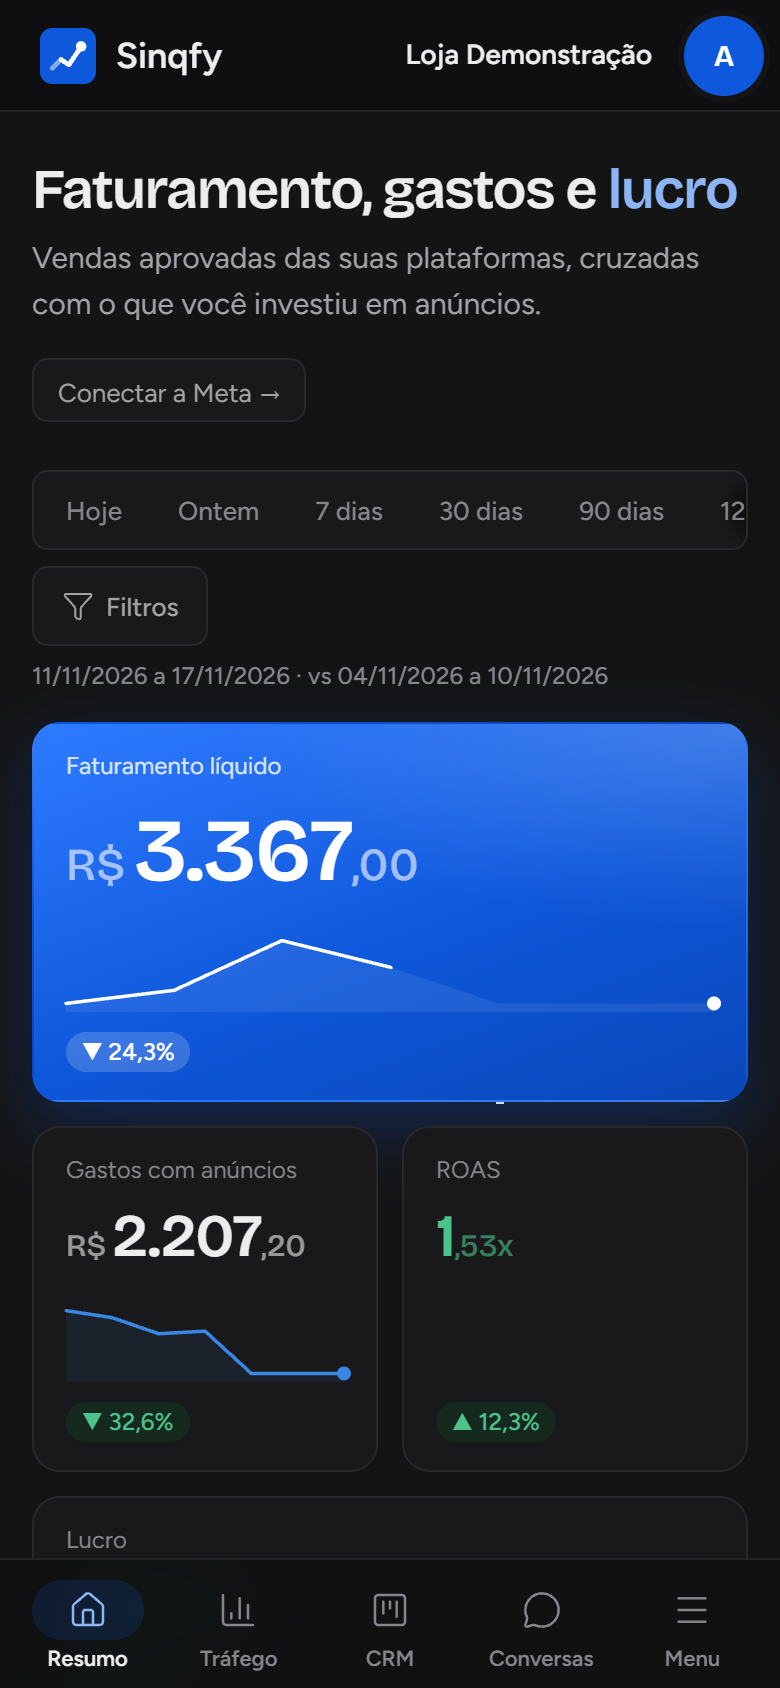 Sinqfy
Loja Demonstração
A
Faturamento, gastos e lucro
Vendas aprovadas das suas plataformas, cruzadas
com o que você investiu em anúncios.
Conectar a Meta →
Hoje Ontem 7 dias 30 dias 90 dias 12
Filtros
11/11/2026 a 17/11/2026 · vs 04/11/2026 a 10/11/2026
Faturamento líquido
R$ 3.367,00
▼ 24,3%
Gastos com anúncios
R$ 2.207,20
▼ 32,6%
ROAS
1,53x
▲ 12,3%
Lucro
Resumo Tráfego CRM Conversas Menu